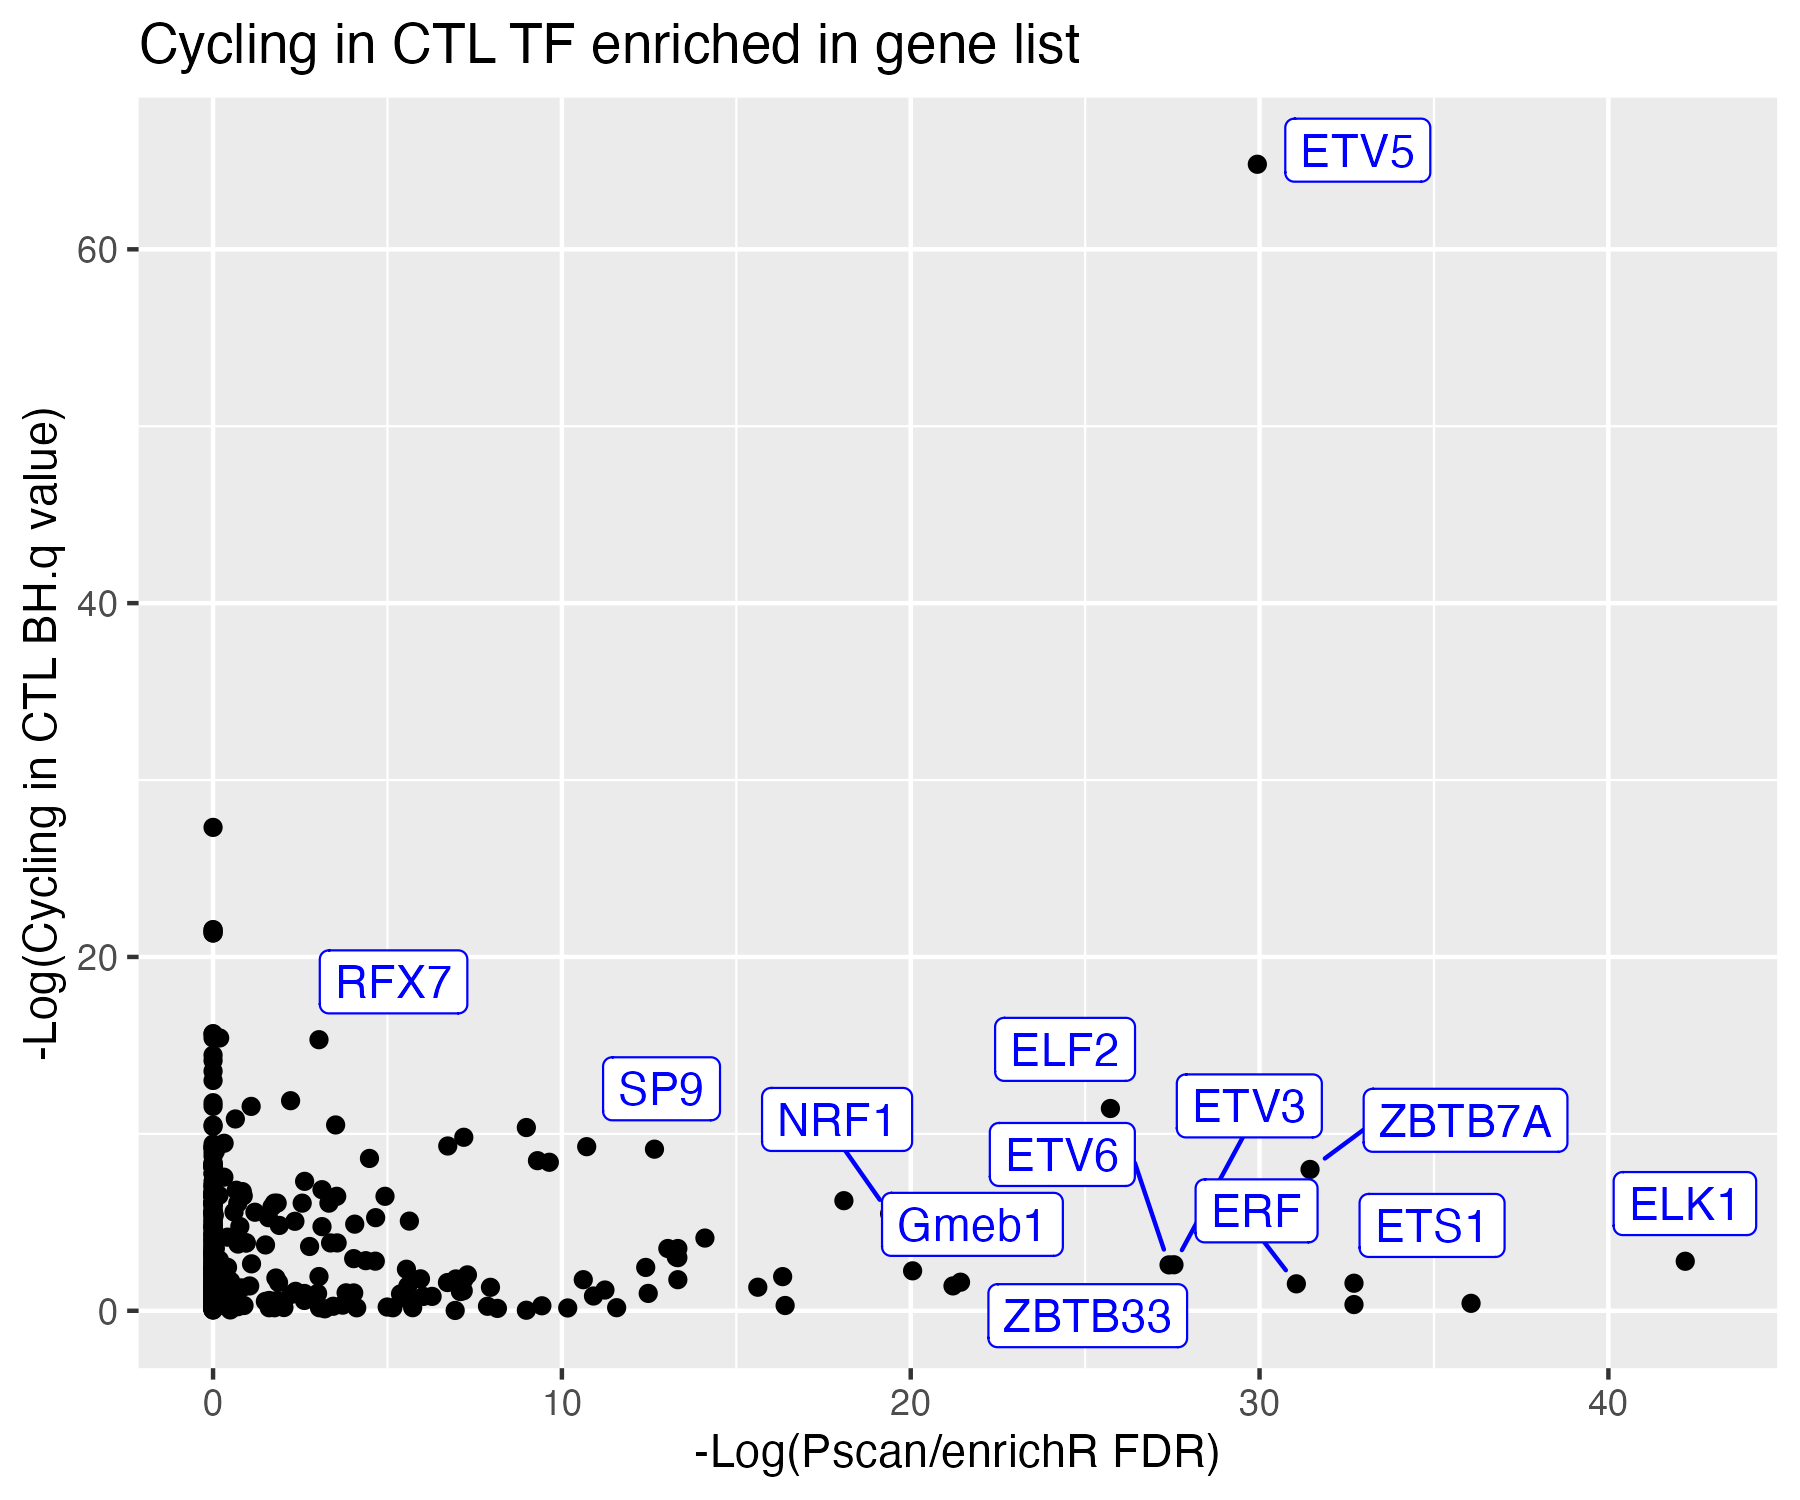 Cycling in CTL TF enriched in gene list
ETV5
60
-Log(Cycling in CTL BH.q value)
40
20
RFX7
ELF2
SP9
NRF1
ETV3
ZBTB7A
ETV6
ERF
ELK1
Gmeb1
ETS1
ZBTB33
0
0
10
20
30
40
-Log(Pscan/enrichR FDR)